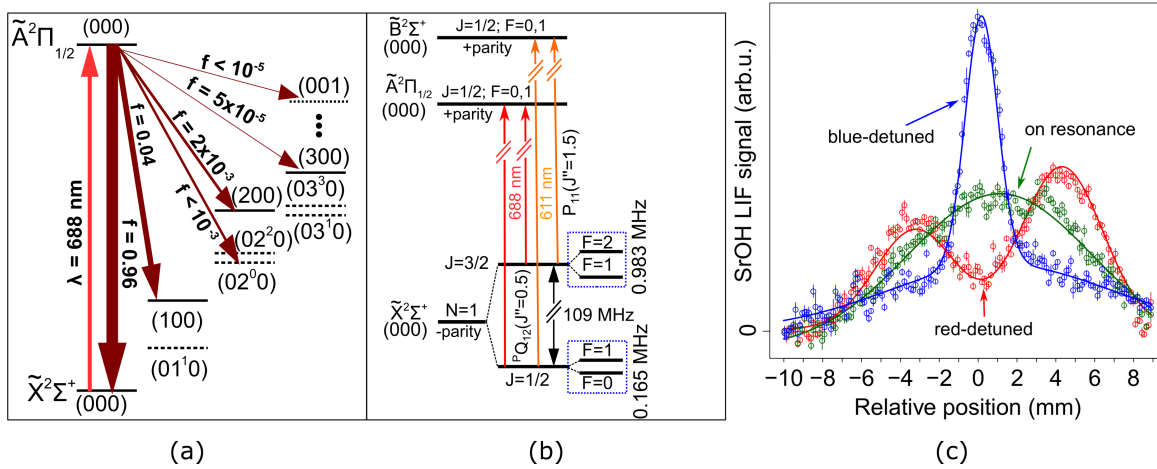 Ã²Π₁/₂
(000)
λ = 688 nm
f = 0.96
f = 0.04
f < 10⁻³
f = 2x10⁻³
f = 5x10⁻⁵
f < 10⁻⁵
(001)
(300)
(03³0)
(03¹0)
(200)
(02²0)
(02⁰0)
(100)
(01¹0)
X̃²Σ⁺
(000)
(a)
B̃²Σ⁺
(000)
J=1/2; F=0,1
+parity
Ã²Π₁/₂
(000)
J=1/2; F=0,1
+parity
688 nm
611 nm
P₁₁(J"=1.5)
ᴾQ₁₂(J"=0.5)
J=3/2
F=2
F=1
0.983 MHz
X̃²Σ⁺
(000)
N=1
-parity
109 MHz
J=1/2
F=1
F=0
0.165 MHz
(b)
SrOH LIF signal (arb.u.)
0
blue-detuned
on resonance
red-detuned
−10 −8 −6 −4 −2 0 2 4 6 8
Relative position (mm)
(c)